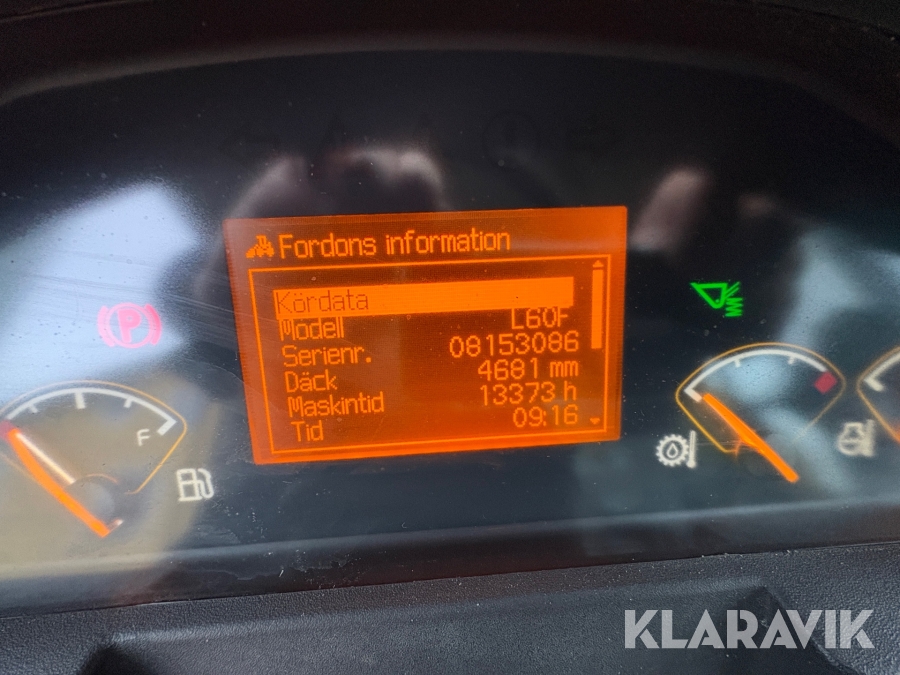 Fordons information
Kördata
Modell L60F
Serienr. 08153086
Däck 4681 mm
Maskintid 13373 h
Tid 09:16
P
F
KLARAVIK